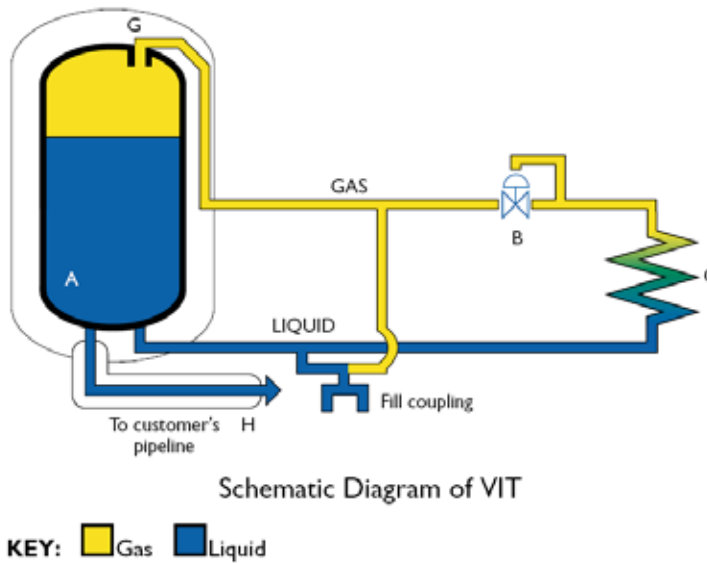 G
GAS
B
A
LIQUID
Fill coupling
To customer's H
pipeline
Schematic Diagram of VIT
KEY: Gas Liquid